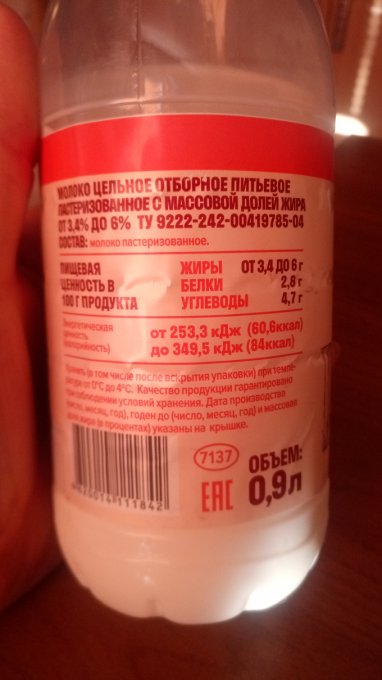 МОЛОКО ЦЕЛЬНОЕ ОТБОРНОЕ ПИТЬЕВОЕ
ПАСТЕРИЗОВАННОЕ С МАССОВОЙ ДОЛЕЙ ЖИРА
ОТ 3,4% ДО 6% ТУ 9222-242-00419785-04
СОСТАВ: молоко пастеризованное.
ПИЩЕВАЯ
ЦЕННОСТЬ В
100 Г ПРОДУКТА
ЖИРЫ ОТ 3,4 ДО 6 г
БЕЛКИ 2,8 г
УГЛЕВОДЫ 4,7 г
Энергетическая
ценность
(калорийность)
от 253,3 кДж (60,6ккал)
до 349,5 кДж (84ккал)
Хранить (в том числе после вскрытия упаковки) при темпе-
ратуре от 0°С до 4°С. Качество продукции гарантировано
при соблюдении условий хранения. Дата производства
(число, месяц, год), годен до (число, месяц, год) и массовая
доля жира (в процентах) указаны на крышке.
7137
ЕАС
ОБЪЕМ:
0,9л